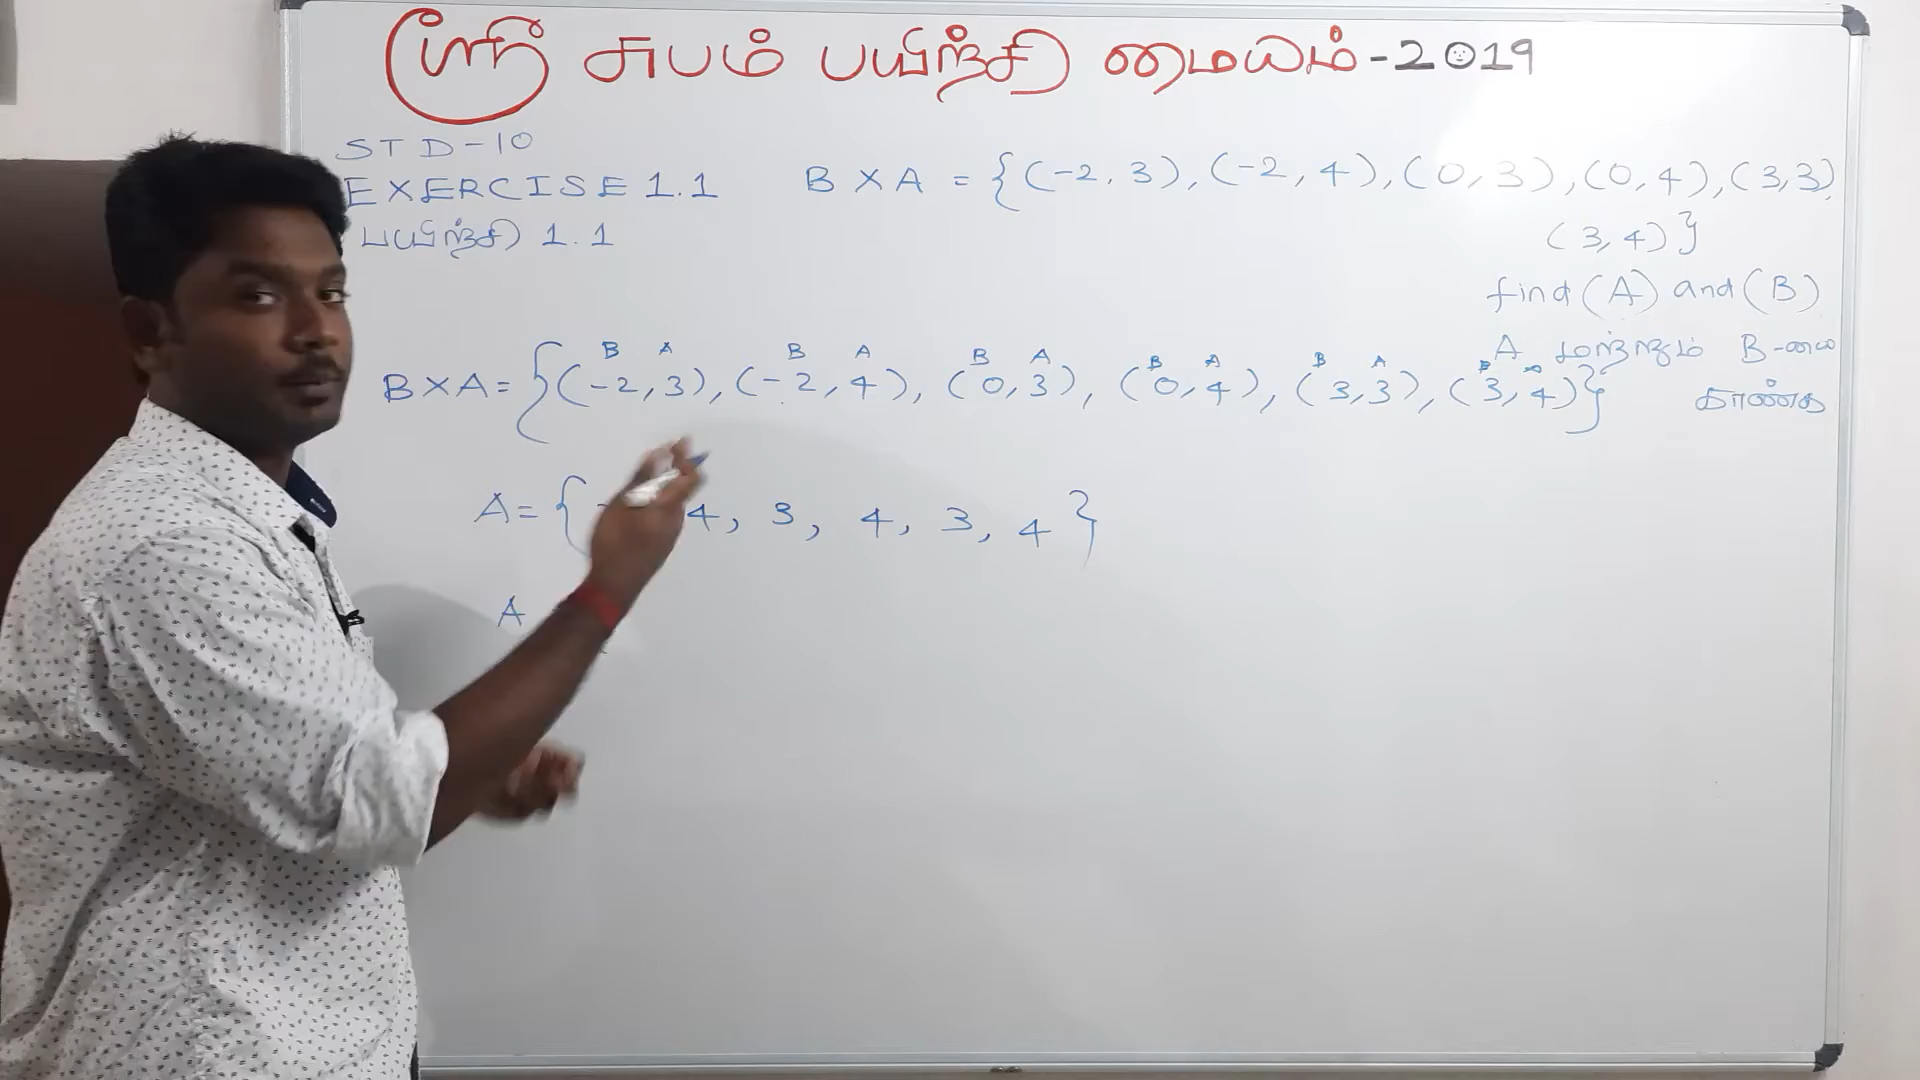 ஸ்ரீ சுபம் பயிற்சி மையம்-2019
STD-10
EXERCISE 1.1
பயிற்சி 1.1
B X A = {(-2, 3), (-2, 4), (0, 3), (0, 4), (3,3)
(3,4)}
find (A) and (B)
A மற்றும் B-யை
காண்க
B A B A B A B A B A B A
B X A = {(-2, 3), (-2, 4), (0, 3), (0, 4), (3,3), (3,4)}
A = { 4, 3, 4, 3, 4 }
A